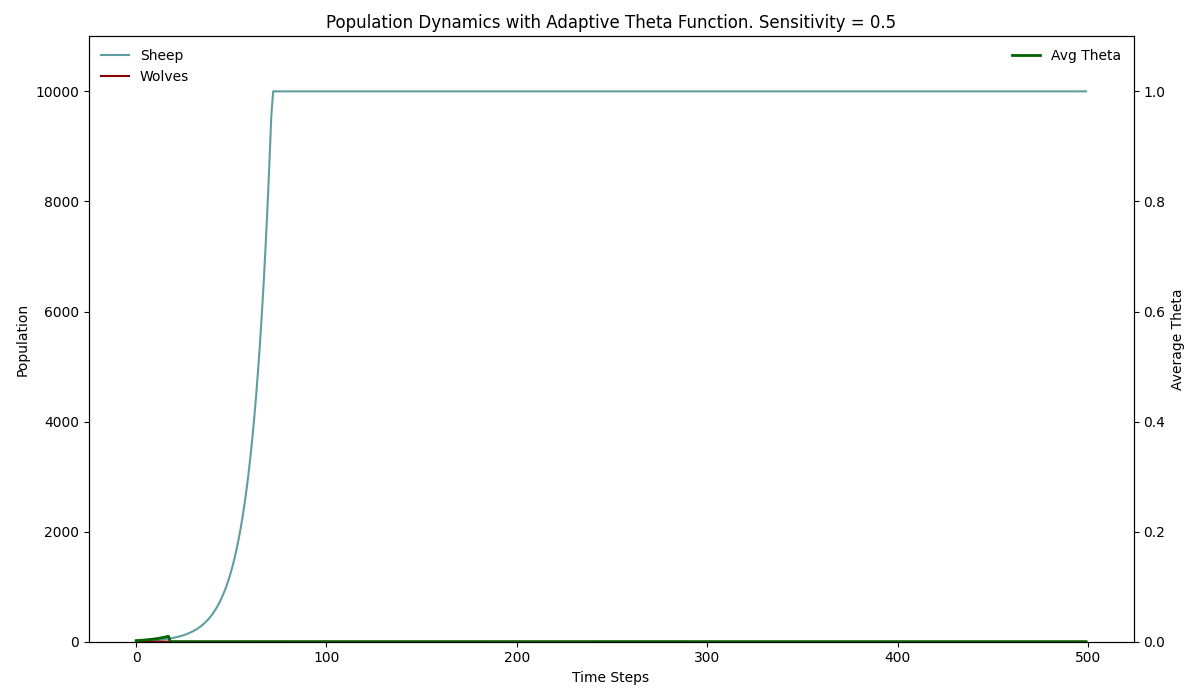 Population Dynamics with Adaptive Theta Function. Sensitivity = 0.5
Sheep
Wolves
Avg Theta
Population
10000
8000
6000
4000
2000
0
1.0
0.8
0.6
0.4
0.2
0.0
Average Theta
0 100 200 300 400 500
Time Steps